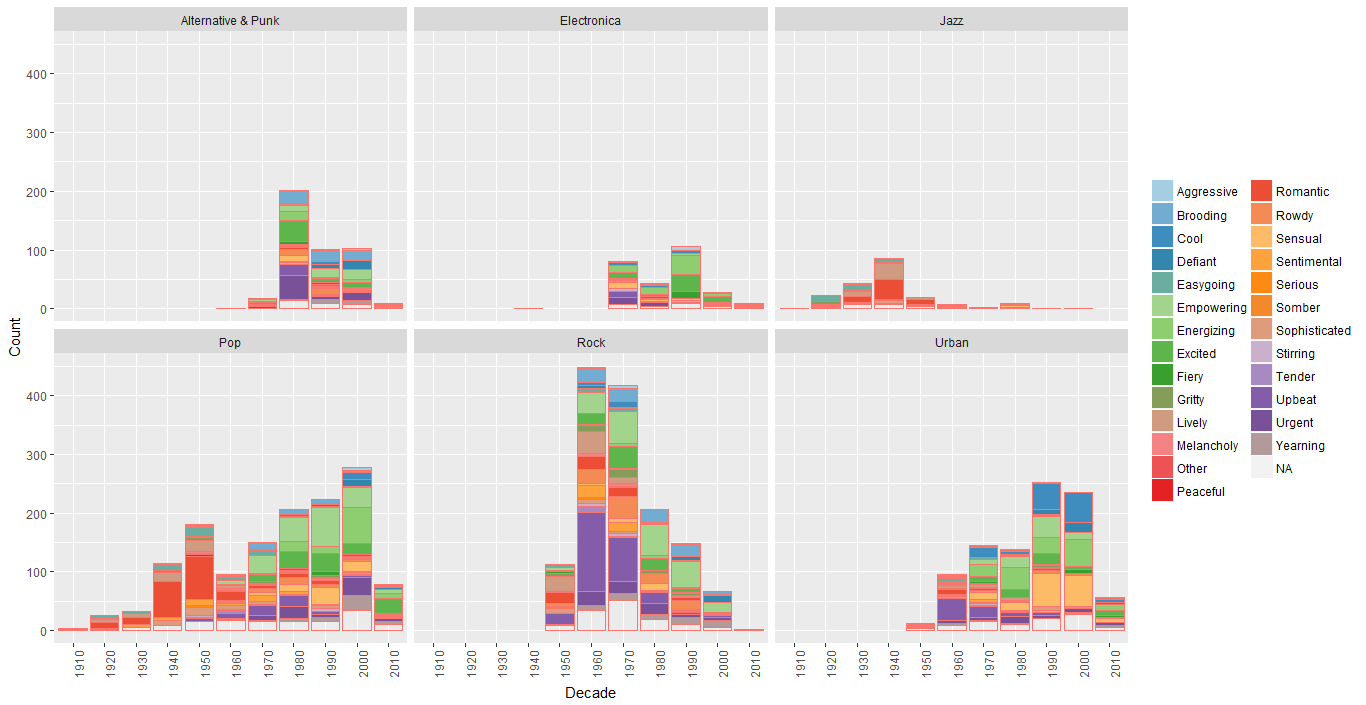 Alternative & Punk
Electronica
Jazz
400
300
200
100
0
Pop
Rock
Urban
400
300
200
100
0
Count
1910
1920
1930
1940
1950
1960
1970
1980
1990
2000
2010
1910
1920
1930
1940
1950
1960
1970
1980
1990
2000
2010
1910
1920
1930
1940
1950
1960
1970
1980
1990
2000
2010
Decade
Aggressive
Brooding
Cool
Defiant
Easygoing
Empowering
Energizing
Excited
Fiery
Gritty
Lively
Melancholy
Other
Peaceful
Romantic
Rowdy
Sensual
Sentimental
Serious
Somber
Sophisticated
Stirring
Tender
Upbeat
Urgent
Yearning
NA